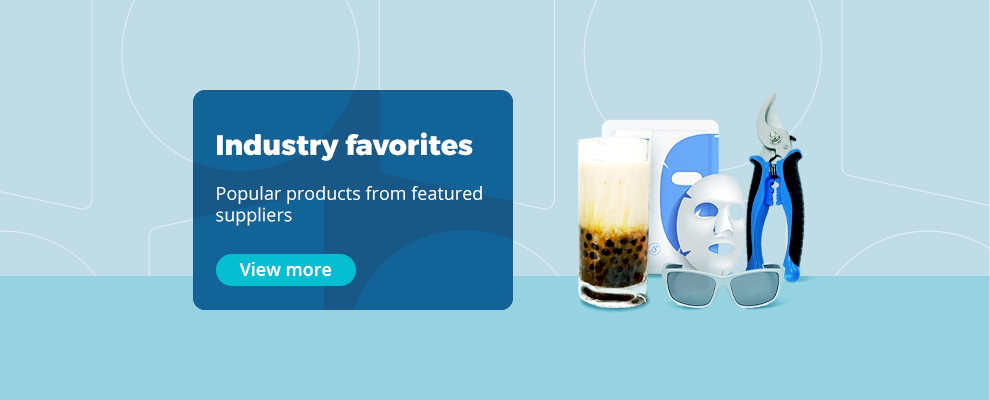 Industry favorites
Popular products from featured
suppliers
View more